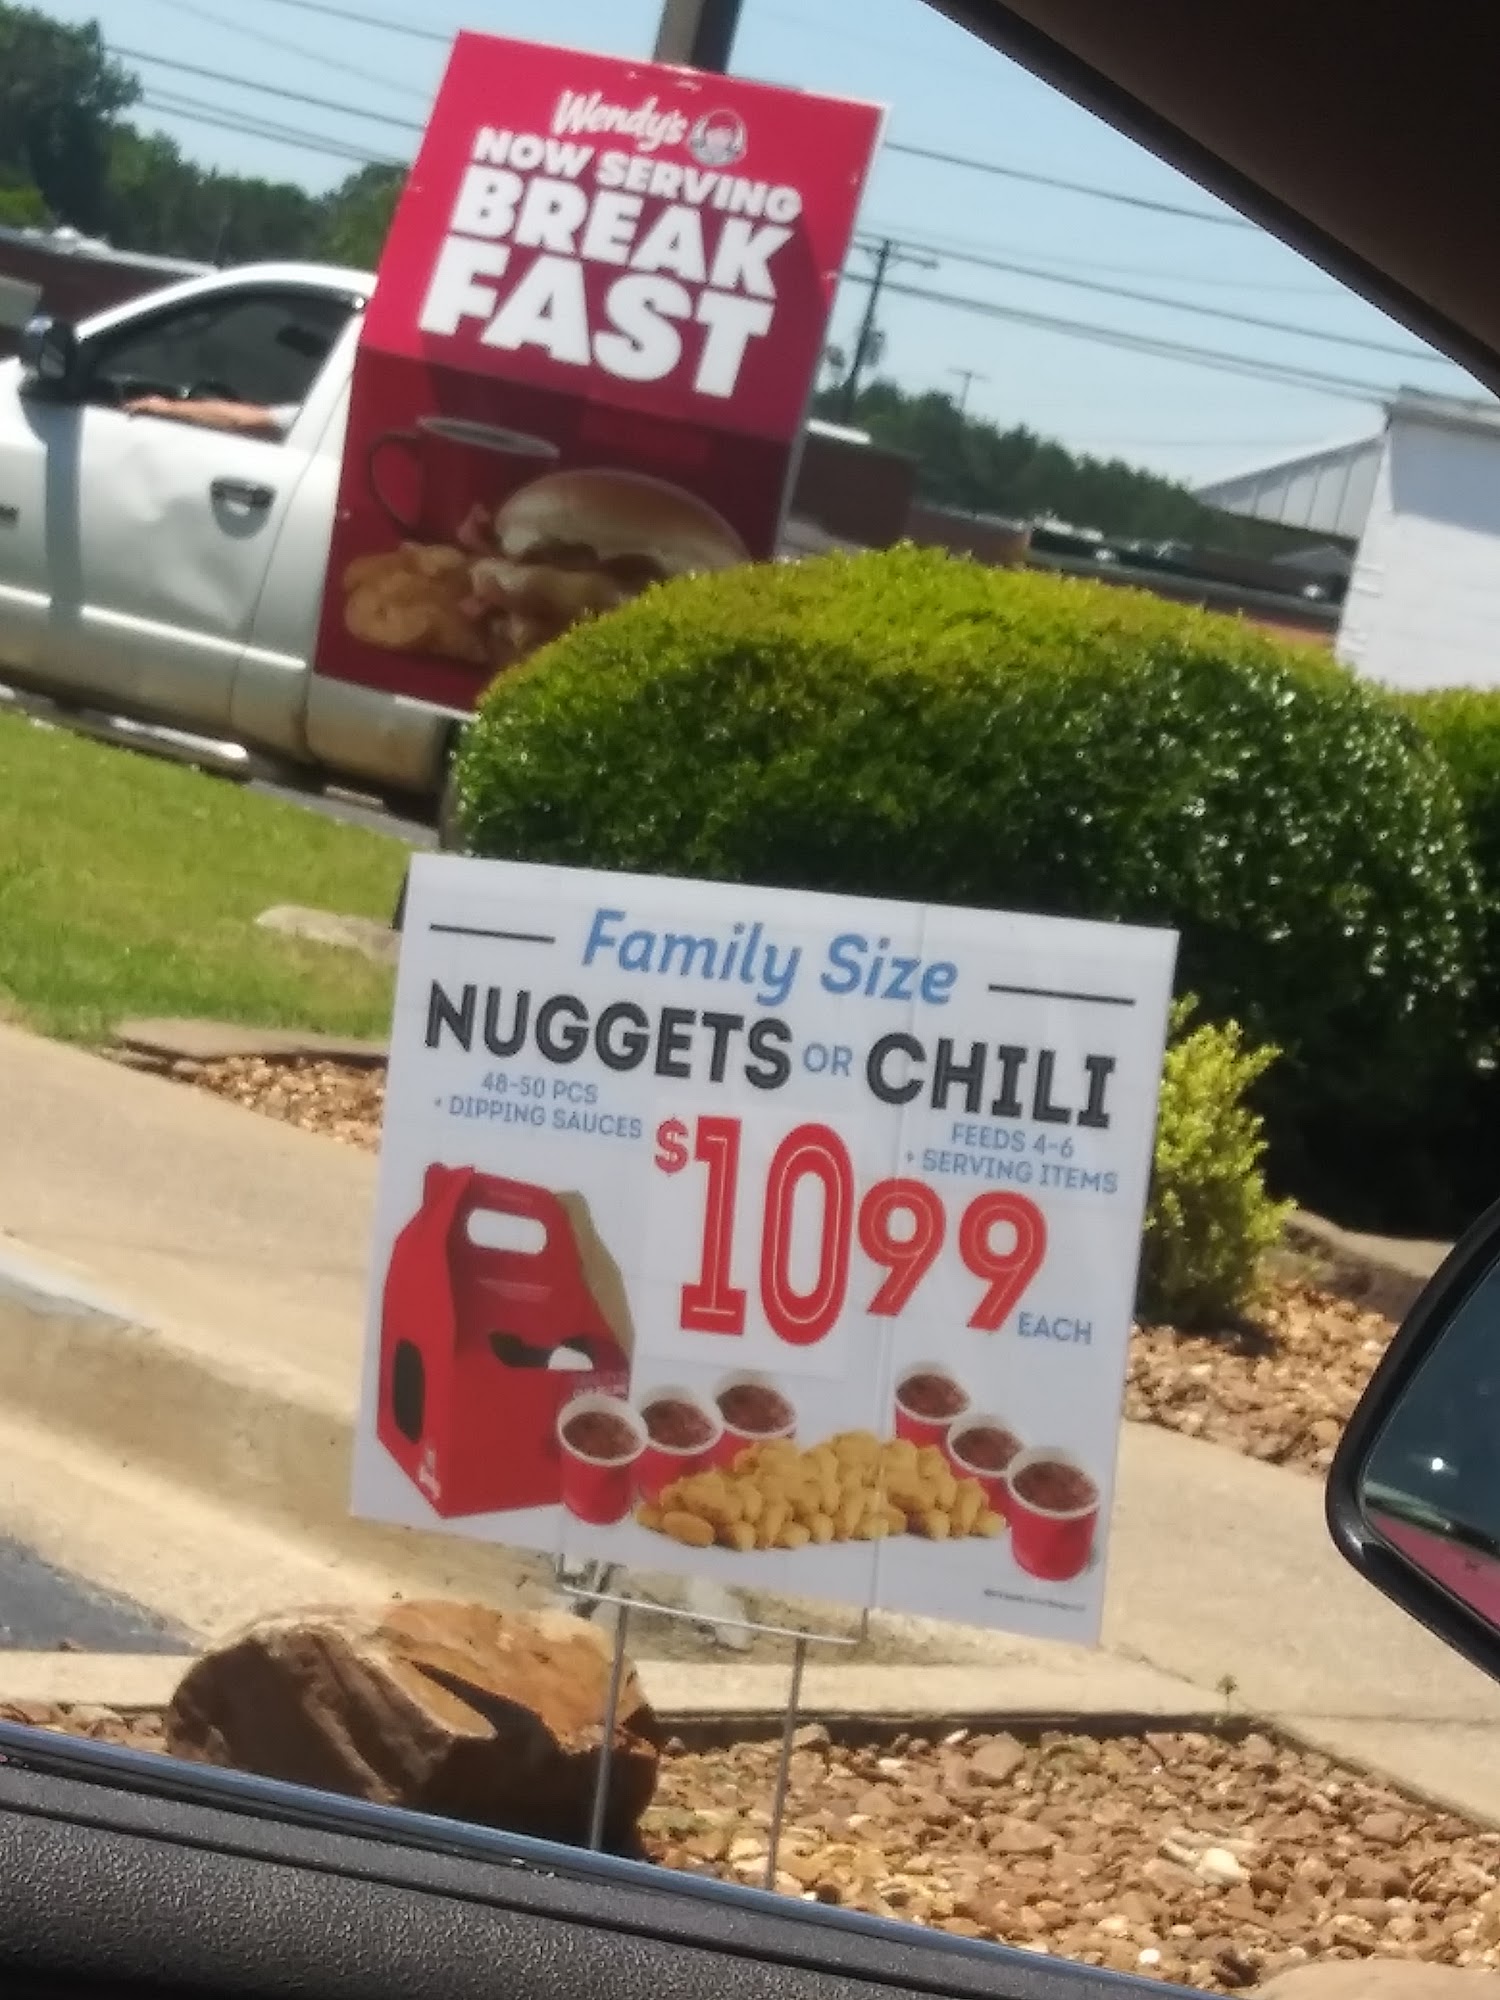 Wendy's
NOW SERVING
BREAK
FAST
Family Size
NUGGETS OR CHILI
48-50 PCS
+ DIPPING SAUCES
FEEDS 4-6
+ SERVING ITEMS
$1099
EACH